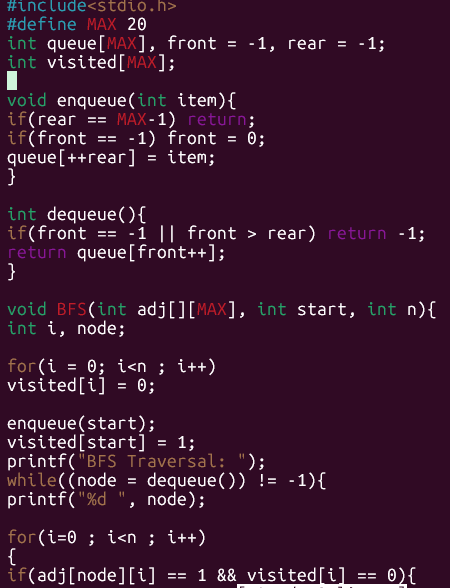 #include<stdio.h>
#define MAX 20
int queue[MAX], front = -1, rear = -1;
int visited[MAX];

void enqueue(int item){
if(rear == MAX-1) return;
if(front == -1) front = 0;
queue[++rear] = item;
}

int dequeue(){
if(front == -1 || front > rear) return -1;
return queue[front++];
}

void BFS(int adj[][MAX], int start, int n){
int i, node;

for(i = 0; i<n ; i++)
visited[i] = 0;

enqueue(start);
visited[start] = 1;
printf("BFS Traversal: ");
while((node = dequeue()) != -1){
printf("%d ", node);

for(i=0 ; i<n ; i++)
{
if(adj[node][i] == 1 && visited[i] == 0){